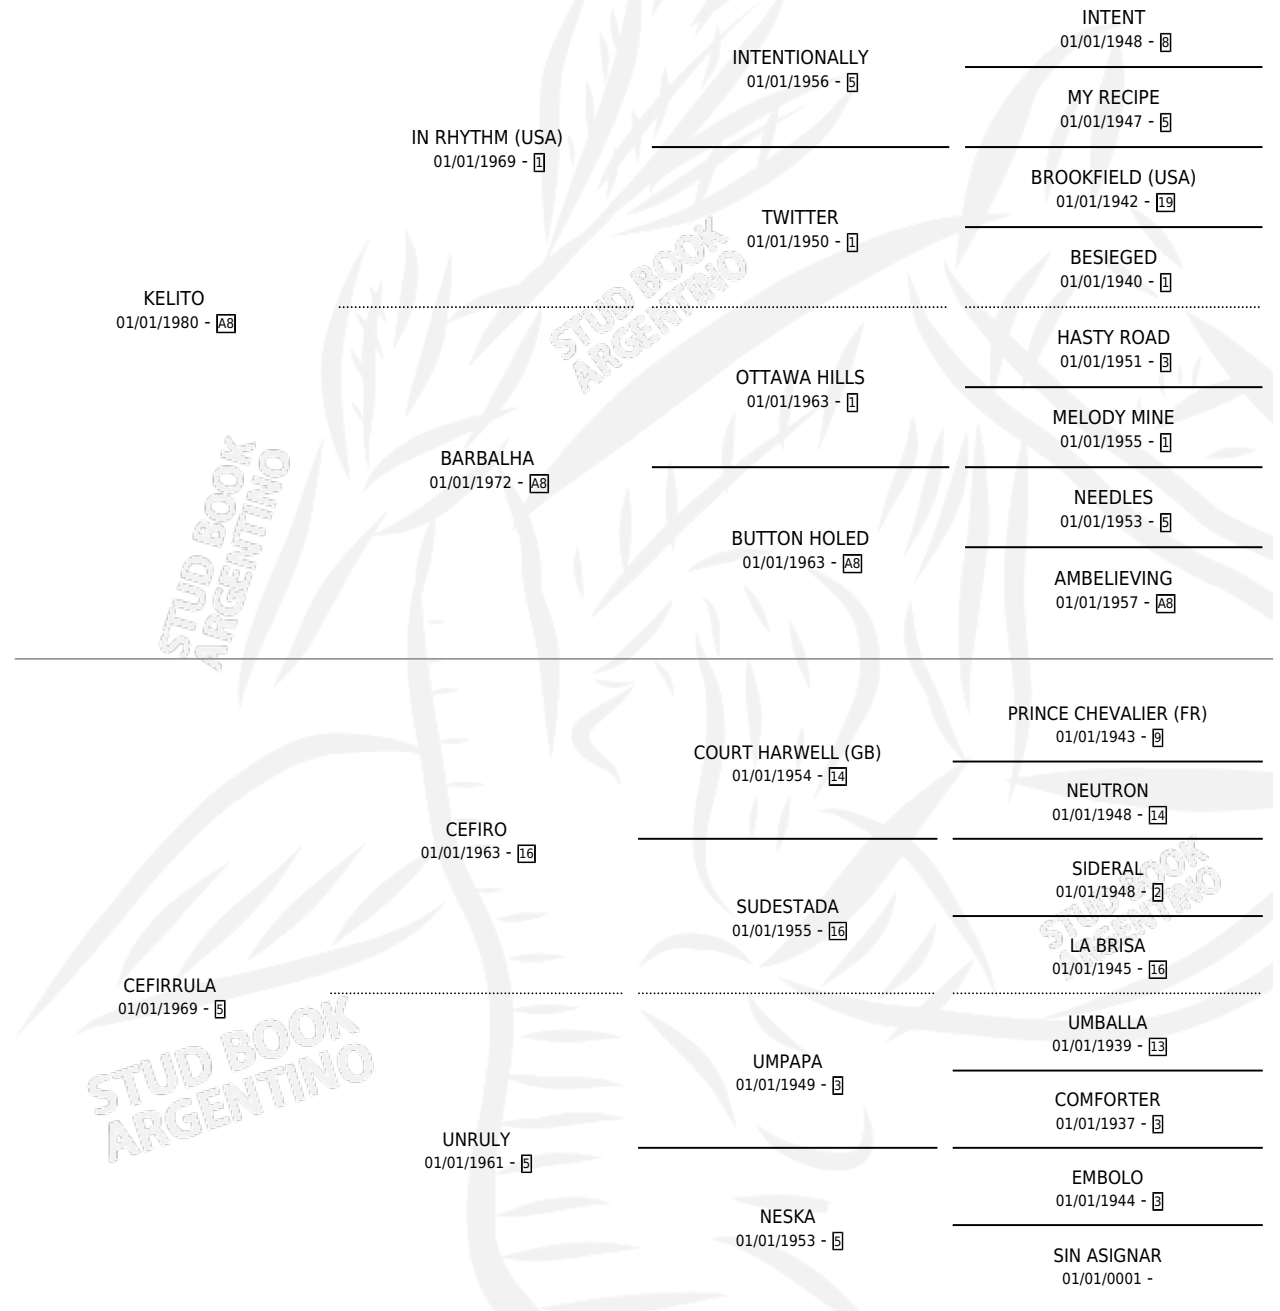 INTENT
01/01/1948 - 8
INTENTIONALLY
01/01/1956 - 5
MY RECIPE
01/01/1947 - 5
IN RHYTHM (USA)
01/01/1969 - 1
BROOKFIELD (USA)
01/01/1942 - 19
TWITTER
01/01/1950 - 1
BESIEGED
01/01/1940 - 1
KELITO
01/01/1980 - A8
HASTY ROAD
01/01/1951 - 3
OTTAWA HILLS
01/01/1963 - 1
MELODY MINE
01/01/1955 - 1
BARBALHA
01/01/1972 - A8
NEEDLES
01/01/1953 - 5
BUTTON HOLED
01/01/1963 - A8
AMBELIEVING
01/01/1957 - A8
PRINCE CHEVALIER (FR)
01/01/1943 - 9
COURT HARWELL (GB)
01/01/1954 - 14
NEUTRON
01/01/1948 - 14
CEFIRO
01/01/1963 - 16
SIDERAL
01/01/1948 - 2
SUDESTADA
01/01/1955 - 16
LA BRISA
01/01/1945 - 16
CEFIRRULA
01/01/1969 - 5
UMBALLA
01/01/1939 - 13
UMPAPA
01/01/1949 - 3
COMFORTER
01/01/1937 - 3
UNRULY
01/01/1961 - 5
EMBOLO
01/01/1944 - 3
NESKA
01/01/1953 - 5
SIN ASIGNAR
01/01/0001 -
STUD BOOK
ARGENTINO
STUD BOOK
ARGENTINO
STUD BOOK
ARGENTINO
STUD BOOK
ARGENTINO